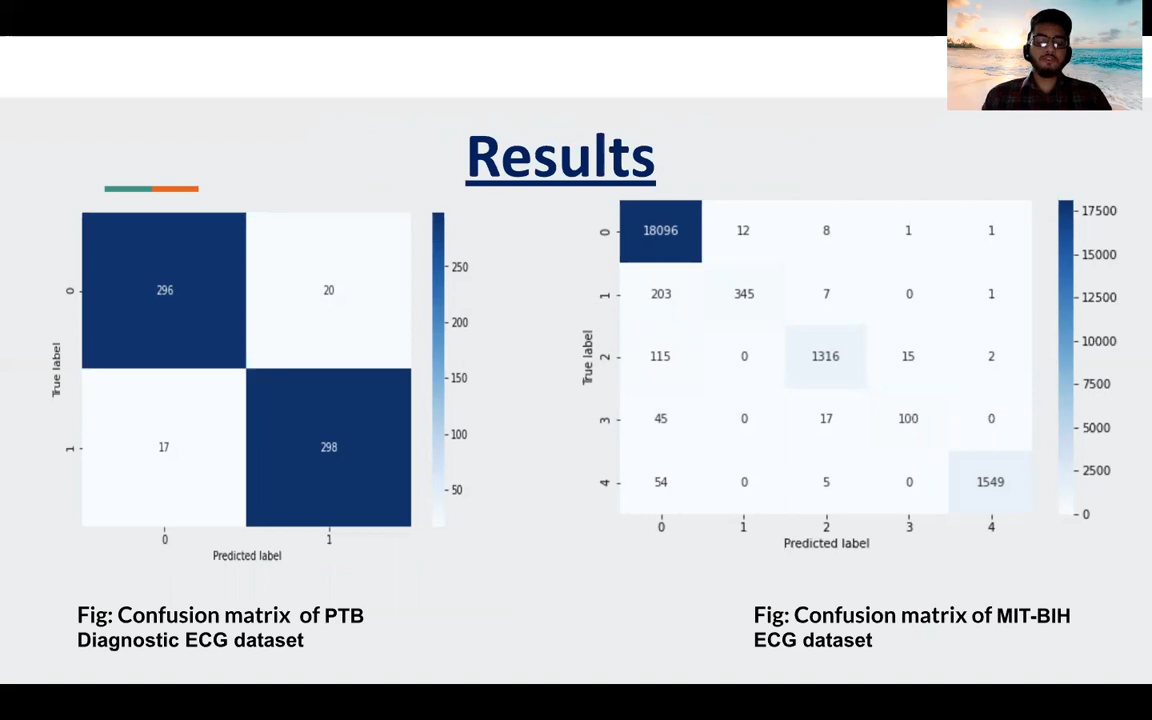 Results
296 20
17 298
0
1
True label
0 1
Predicted label
250
200
150
100
50
18096 12 8 1 1
203 345 7 0 1
115 0 1316 15 2
45 0 17 100 0
54 0 5 0 1549
0
1
2
3
4
True label
0 1 2 3 4
Predicted label
17500
15000
12500
10000
7500
5000
2500
0
Fig: Confusion matrix of PTB
Diagnostic ECG dataset
Fig: Confusion matrix of MIT-BIH
ECG dataset